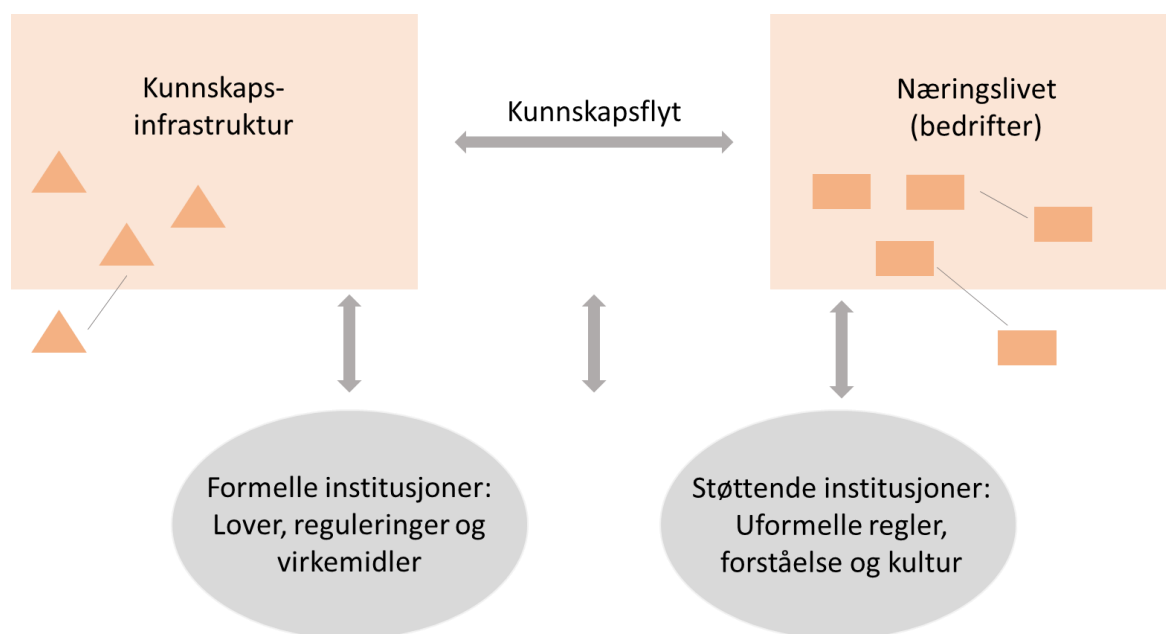 Kunnskaps-
infrastruktur
Kunnskapsflyt
Næringslivet
(bedrifter)
Formelle institusjoner:
Lover, reguleringer og
virkemidler
Støttende institusjoner:
Uformelle regler,
forståelse og kultur